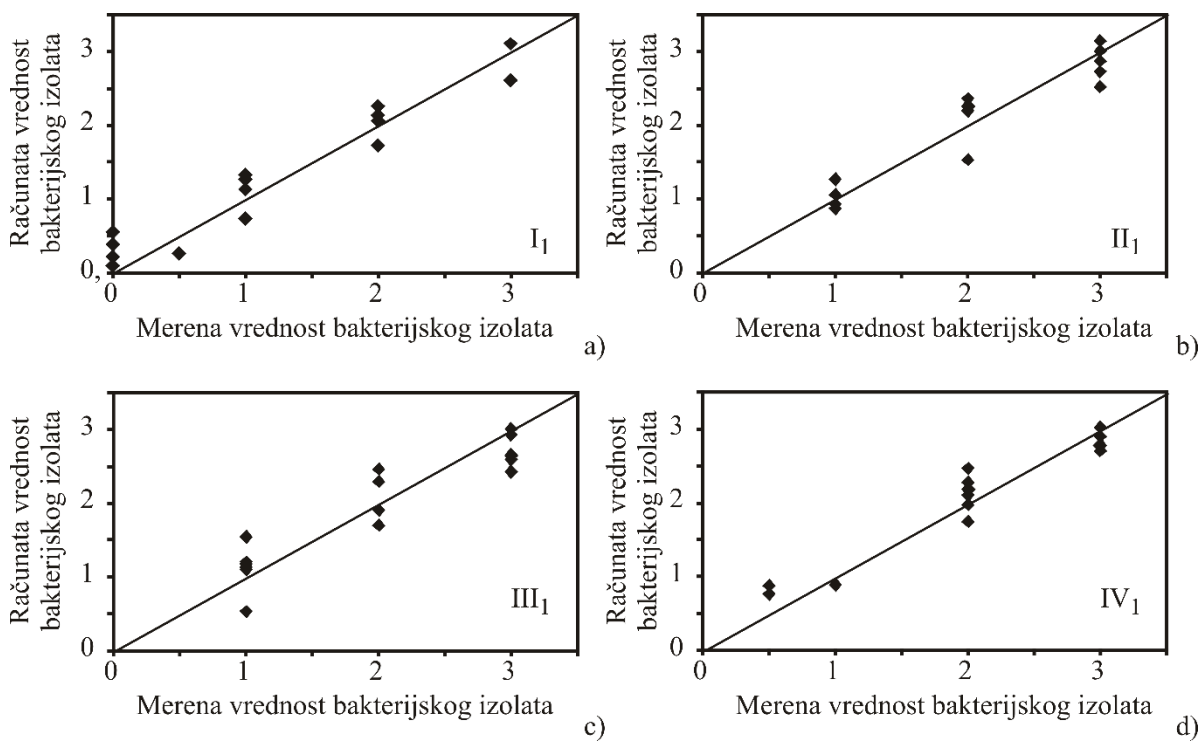 Računata vrednost
bakterijskog izolata
3
2
1
0,
0
1
2
3
I1
Merena vrednost bakterijskog izolata
a)
Računata vrednost
bakterijskog izolata
3
2
1
0
0
1
2
3
II1
Merena vrednost bakterijskog izolata
b)
Računata vrednost
bakterijskog izolata
3
2
1
0
0
1
2
3
III1
Merena vrednost bakterijskog izolata
c)
Računata vrednost
bakterijskog izolata
3
2
1
0
0
1
2
3
IV1
Merena vrednost bakterijskog izolata
d)